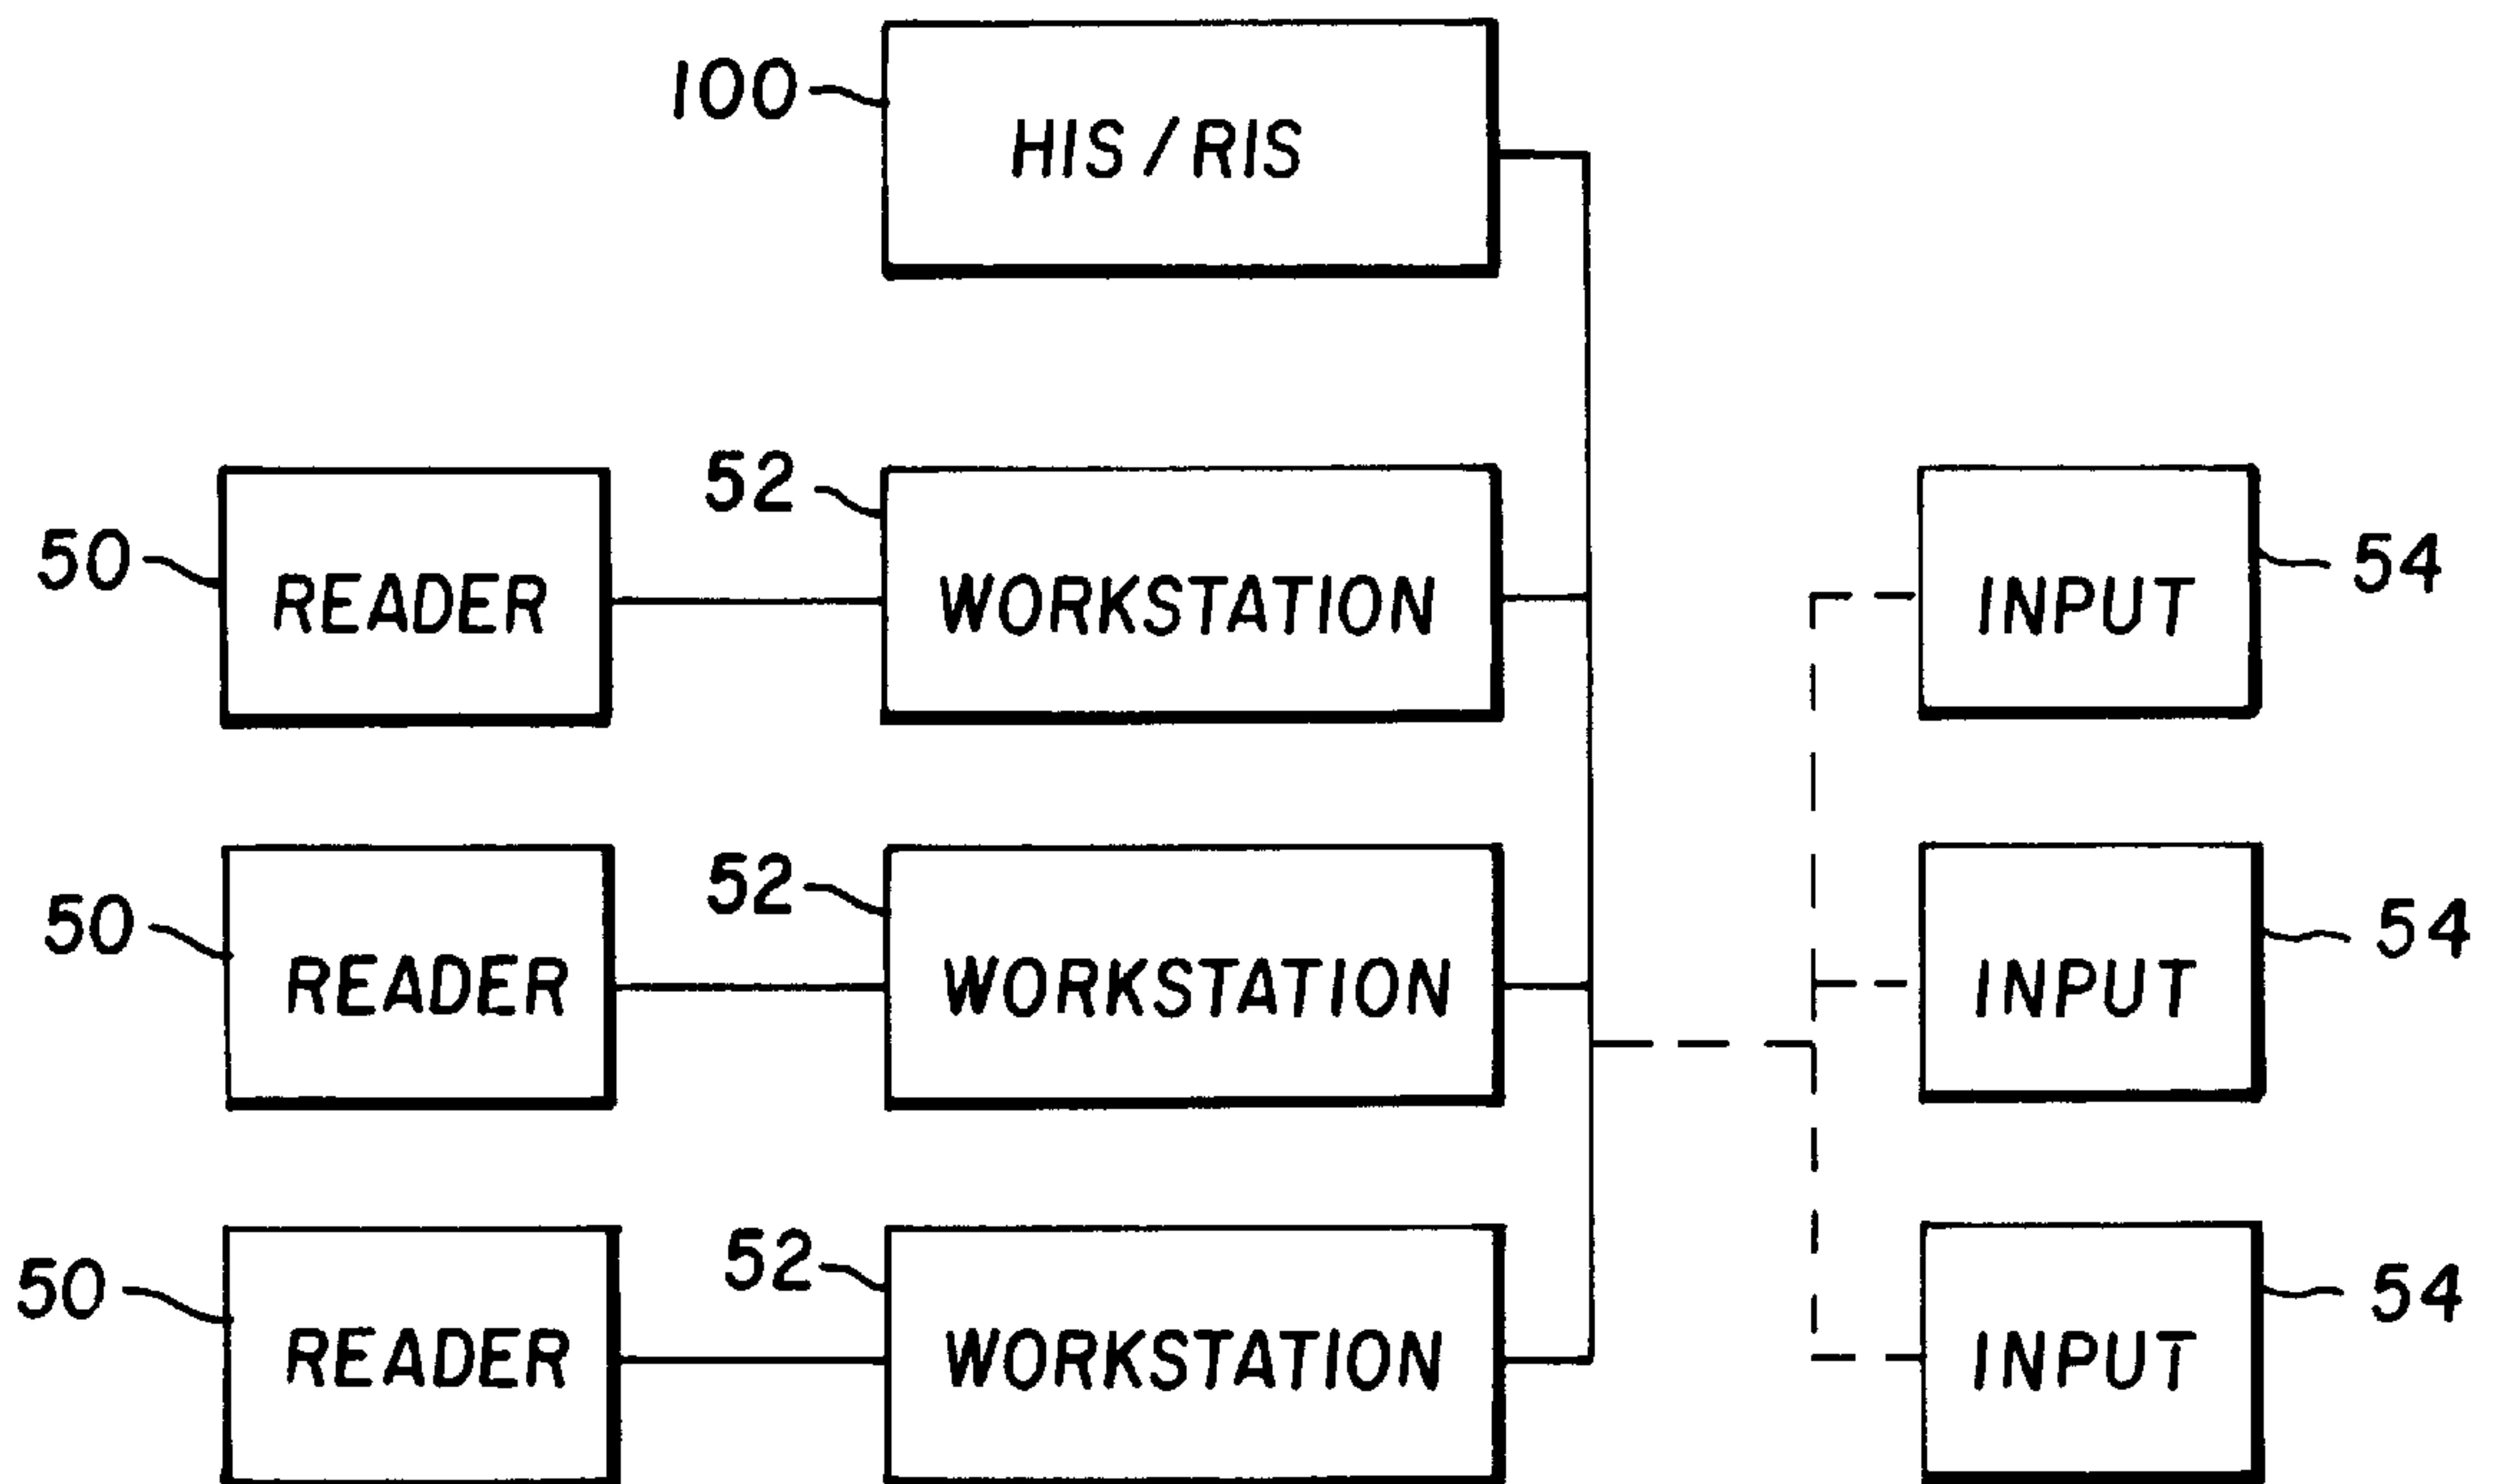 100
HIS/RIS
52
50
READER
WORKSTATION
INPUT
54
52
50
READER
WORKSTATION
INPUT
54
52
50
READER
WORKSTATION
INPUT
54